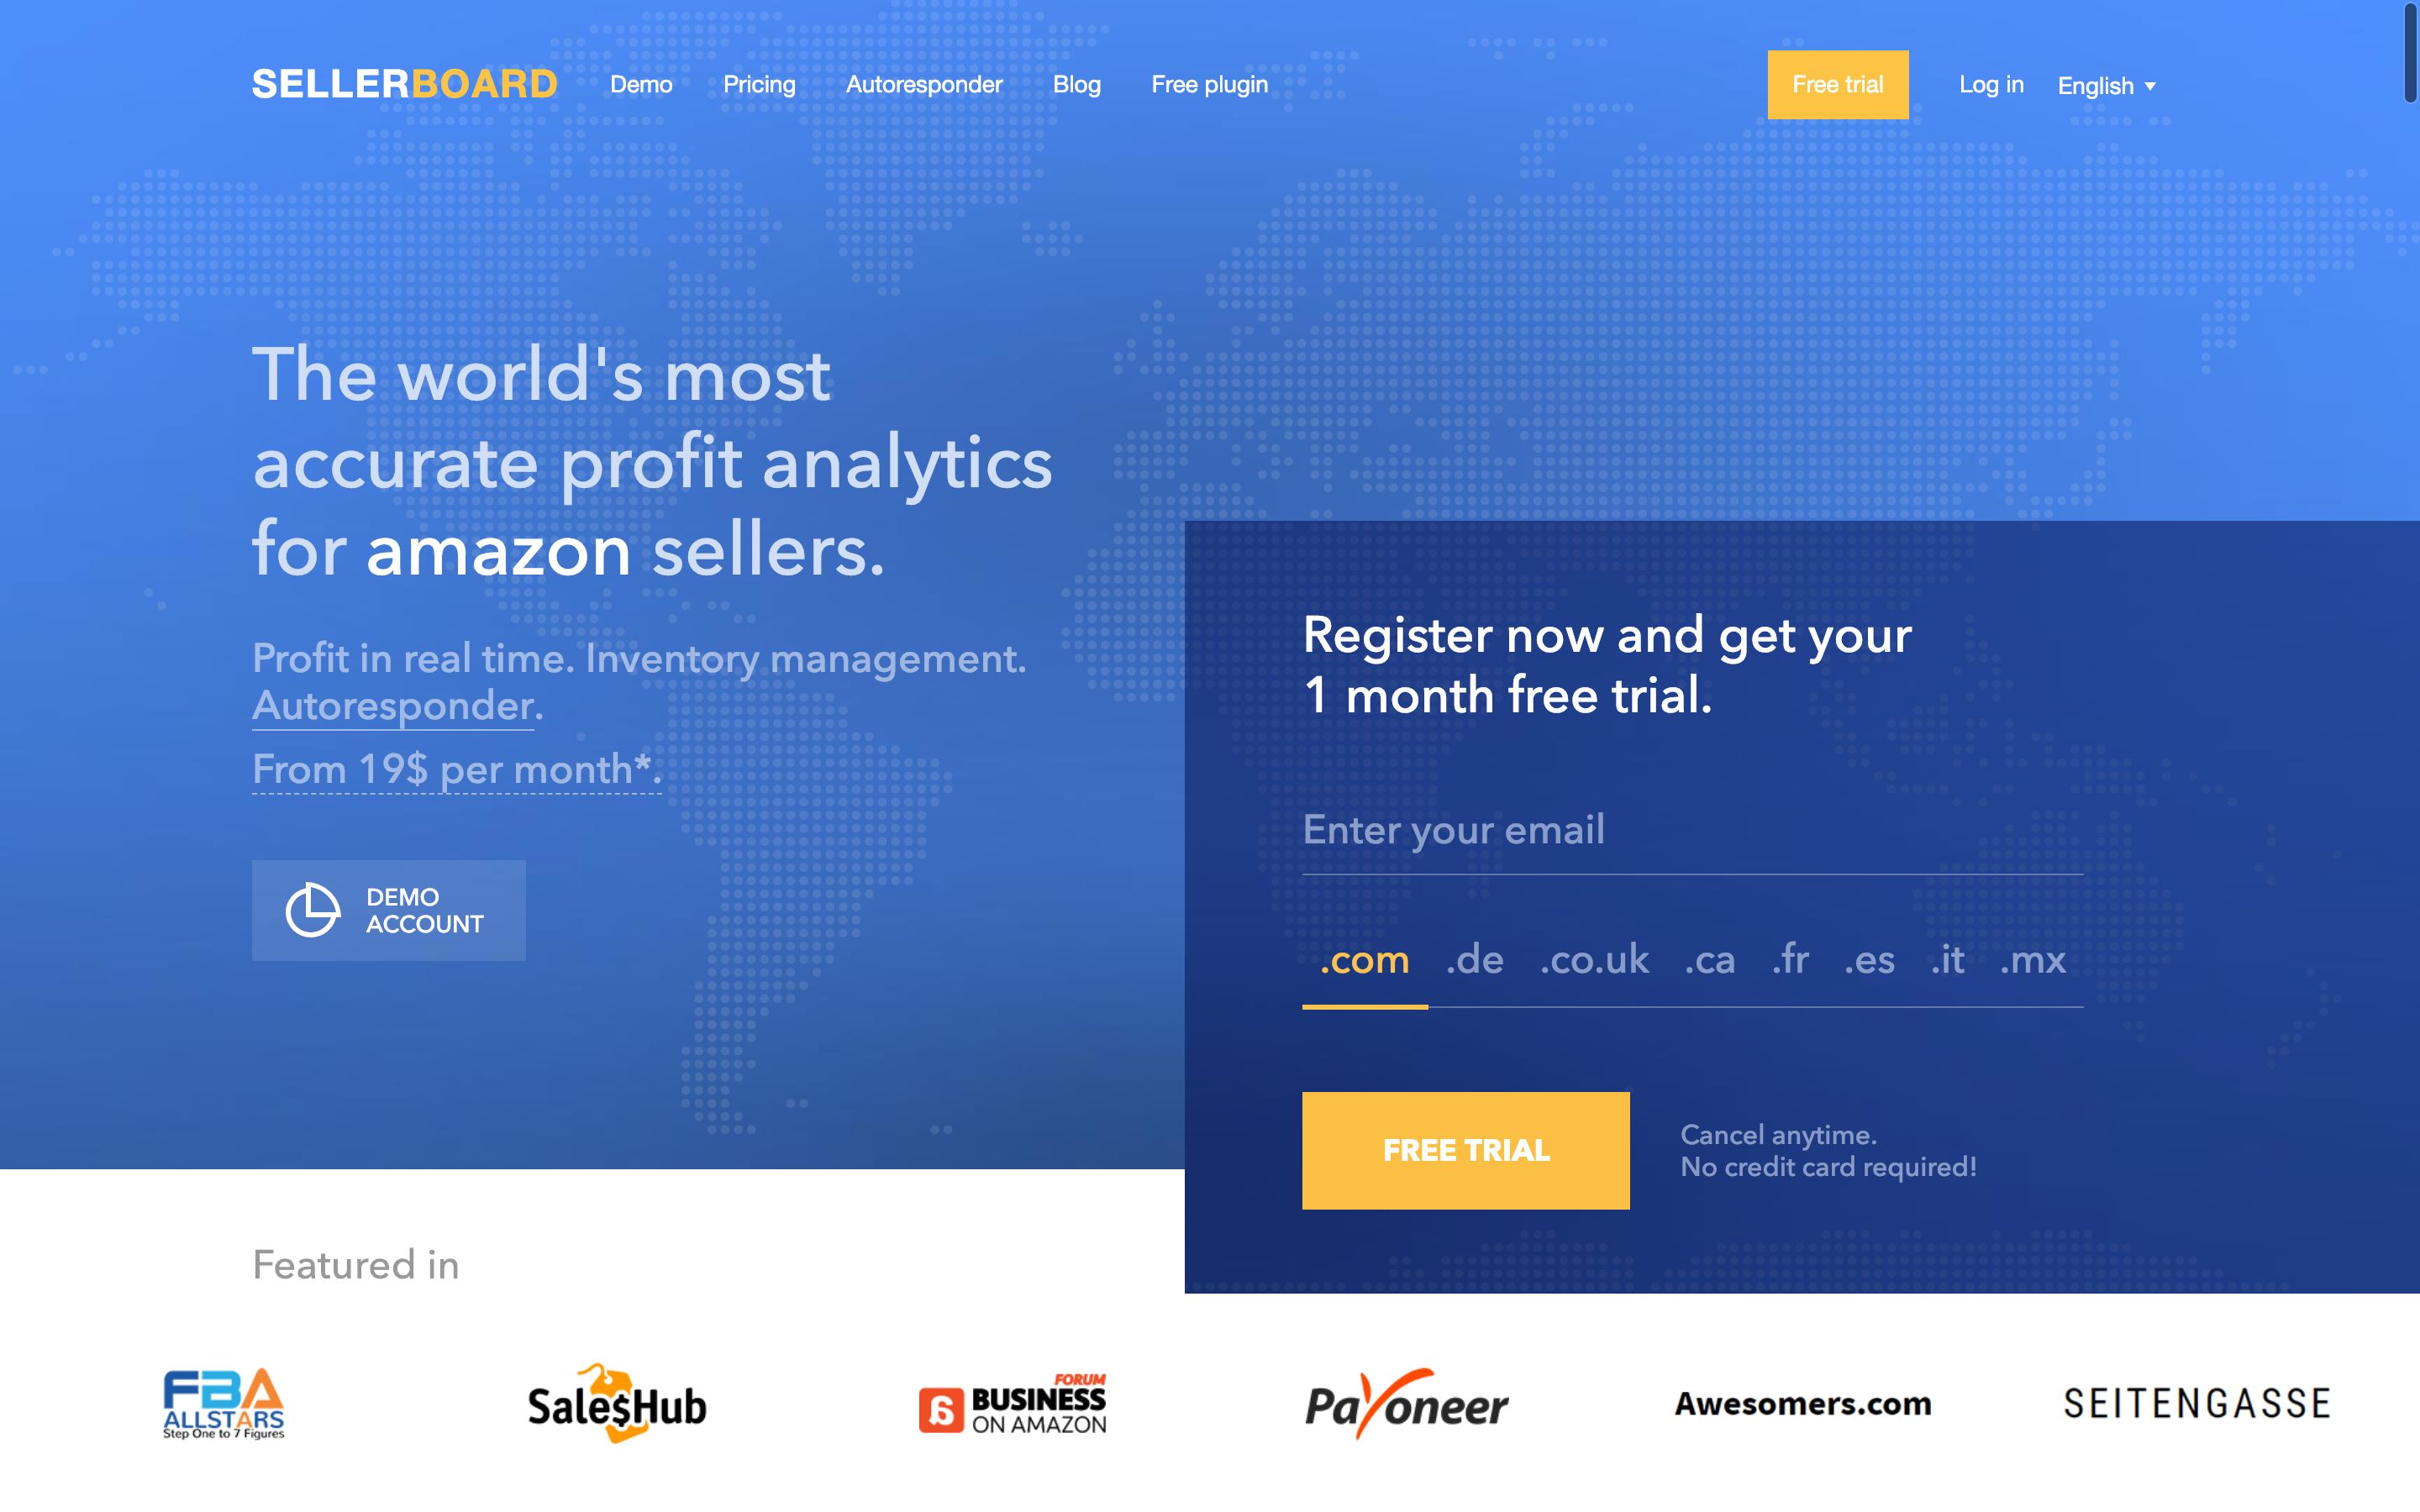 SELLERBOARD
Demo
Pricing
Autoresponder
Blog
Free plugin
Free trial
Log in
English
The world's most
accurate profit analytics
for amazon sellers.
Profit in real time. Inventory management.
Autoresponder.
From 19$ per month*.
DEMO
ACCOUNT
Register now and get your
1 month free trial.
Enter your email
.com .de .co.uk .ca .fr .es .it .mx
FREE TRIAL
Cancel anytime.
No credit card required!
Featured in
FBA
ALLSTARS
Step One to 7 Figures
Sale$Hub
FORUM
BUSINESS
ON AMAZON
Payoneer
Awesomers.com
SEITENGASSE